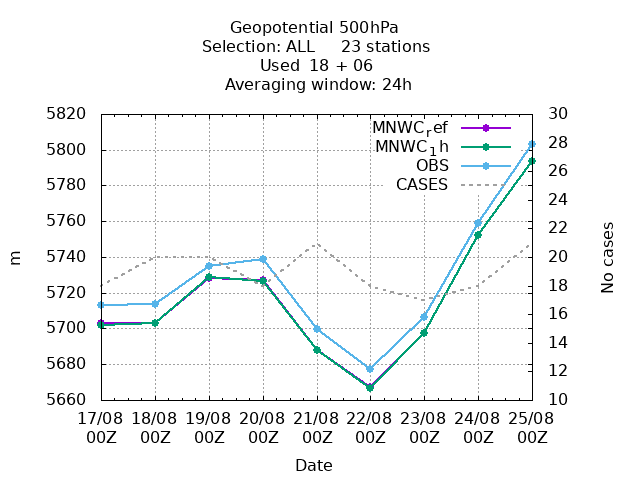 Geopotential 500hPa
Selection: ALL     23 stations
Used  18 + 06
Averaging window: 24h
5820
5800
5780
5760
5740
5720
5700
5680
5660
m
30
28
26
24
22
20
18
16
14
12
10
No cases
MNWC_ref
MNWC_1h
OBS
CASES
17/08 18/08 19/08 20/08 21/08 22/08 23/08 24/08 25/08
00Z 00Z 00Z 00Z 00Z 00Z 00Z 00Z 00Z
Date